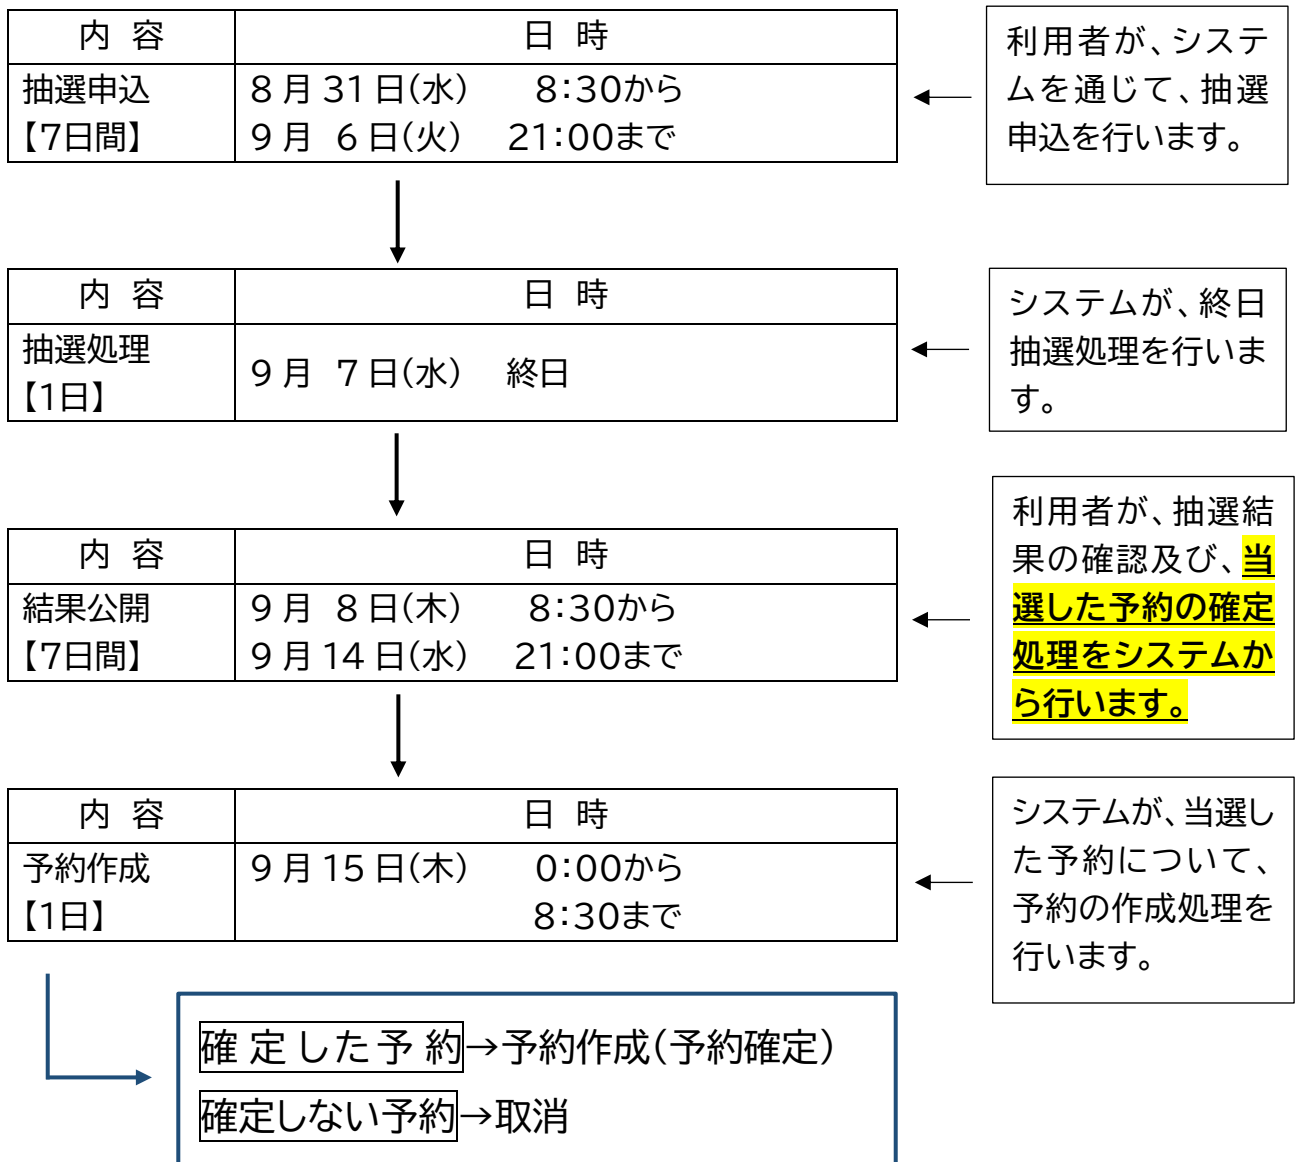 内 容 日 時
抽選申込 8月31日(水) 8:30から
【7日間】 9月 6日(火) 21:00まで
利用者が、システ
ムを通じて、抽選
申込を行います。
内 容 日 時
抽選処理
【1日】
9月 7日(水) 終日
システムが、終日
抽選処理を行いま
す。
内 容 日 時
結果公開 9月 8日(木) 8:30から
【7日間】 9月14日(水) 21:00まで
利用者が、抽選結
果の確認及び、当
選した予約の確定
処理をシステムか
ら行います。
内 容 日 時
予約作成 9月15日(木) 0:00から
【1日】 8:30まで
システムが、当選し
た予約について、
予約の作成処理を
行います。
確定した予約→予約作成(予約確定)
確定しない予約→取消